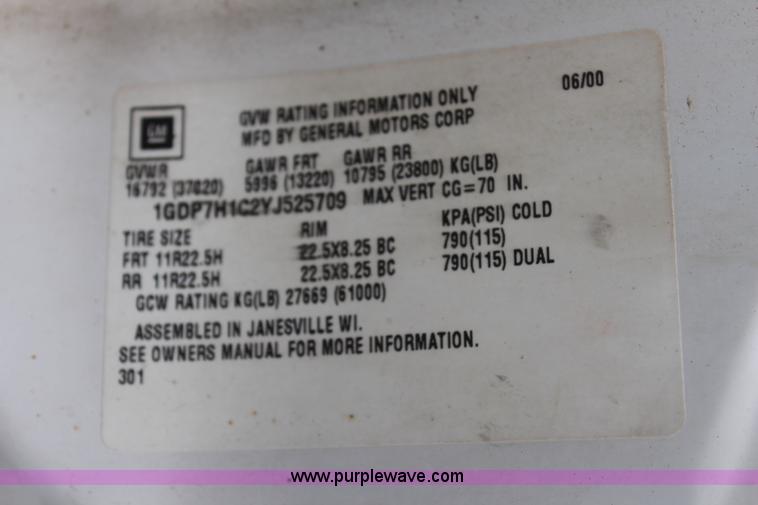 GM
GVW RATING INFORMATION ONLY 06/00
MFD BY GENERAL MOTORS CORP
GVWR GAWR FRT GAWR RR
16792 (37020) 5996 (13220) 10795 (23800) KG(LB)
1GDP7H1C2YJ525709 MAX VERT CG=70 IN.
TIRE SIZE RIM KPA(PSI) COLD
FRT 11R22.5H 22.5X8.25 BC 790(115)
RR 11R22.5H 22.5X8.25 BC 790(115) DUAL
GCW RATING KG(LB) 27669 (61000)
ASSEMBLED IN JANESVILLE WI.
SEE OWNERS MANUAL FOR MORE INFORMATION.
301
www.purplewave.com